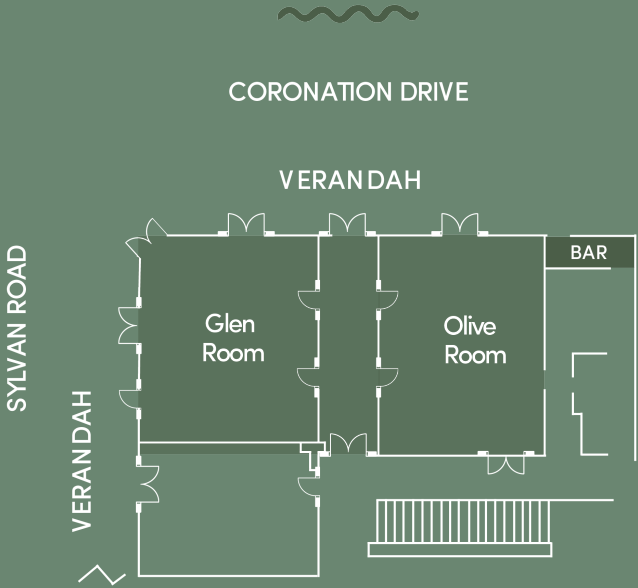 CORONATION DRIVE
VERANDAH
SYLVAN ROAD
BAR
Glen
Room
Olive
Room
VERANDAH